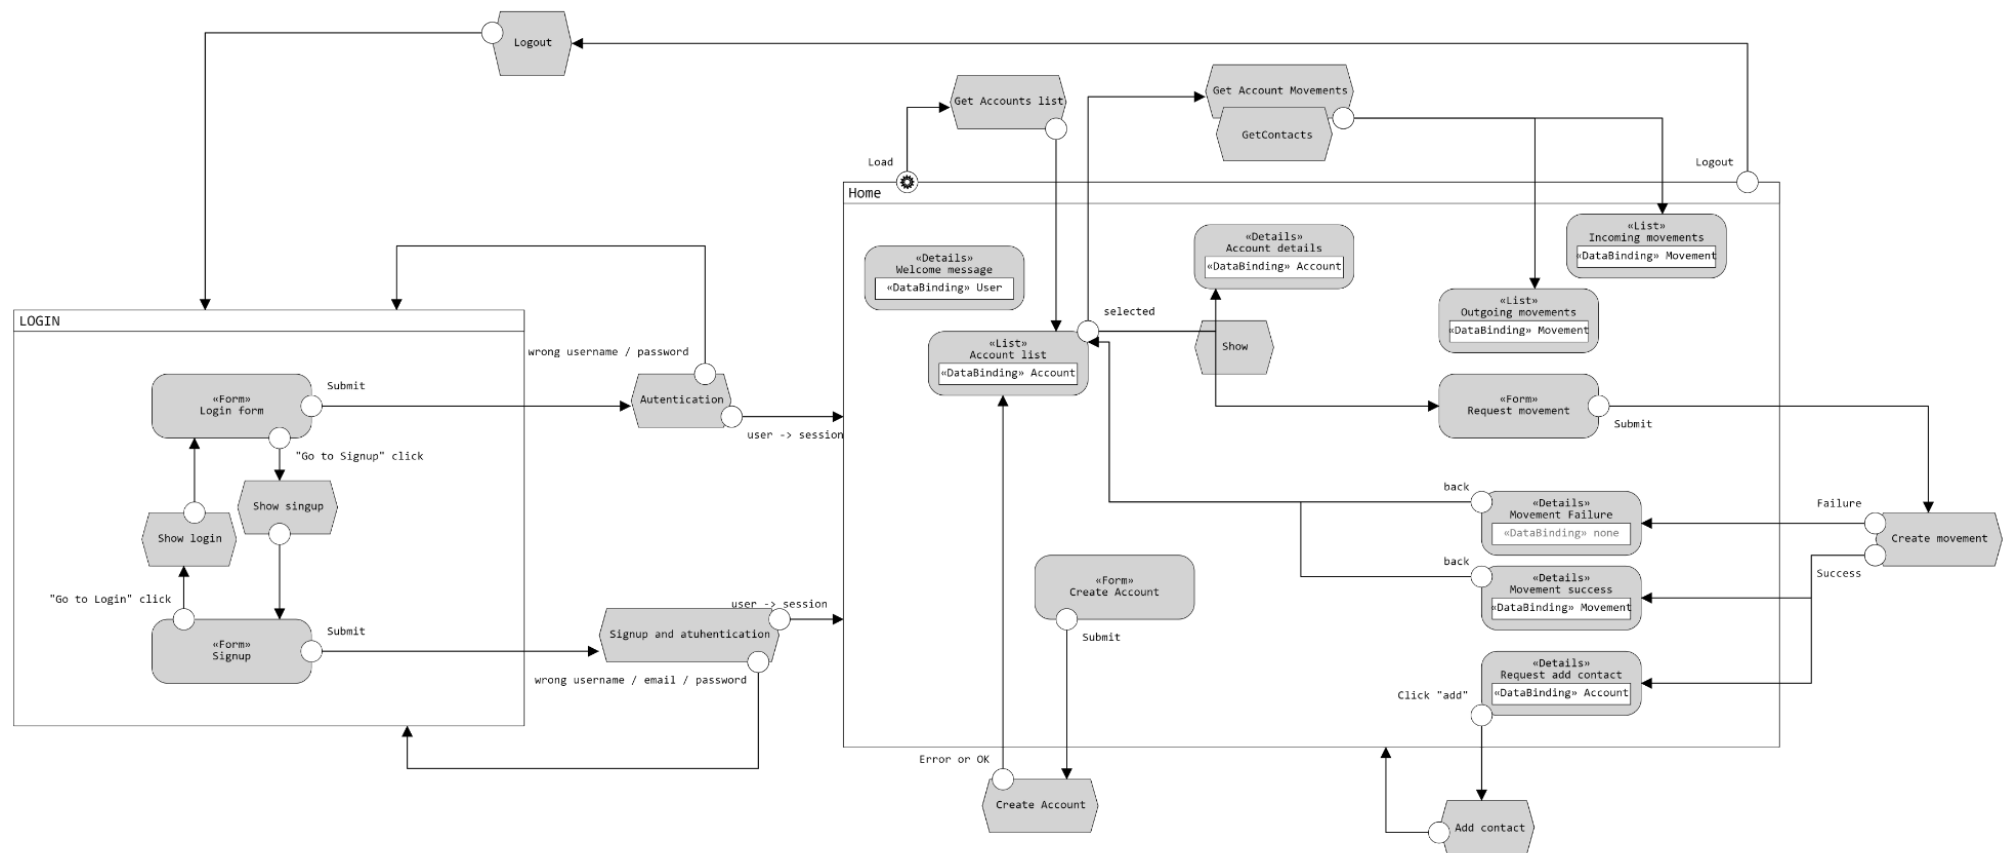 Logout
Get Accounts list
Get Account Movements
GetContacts
Load
Logout
Home
«List»
Incoming movements
«DataBinding» Movement
«Details»
Account details
«DataBinding» Account
«Details»
Welcome message
«DataBinding» User
«List»
Outgoing movements
«DataBinding» Movement
selected
LOGIN
«List»
Account list
«DataBinding» Account
Show
wrong username / password
Submit
Autentication
«Form»
Login form
«Form»
Request movement
Submit
user -> session
"Go to Signup" click
back
«Details»
Movement Failure
«DataBinding» none
Failure
Show singup
Show login
Create movement
back
Success
«Details»
Movement success
«DataBinding» Movement
«Form»
Create Account
"Go to Login" click
user -> session
Submit
«Form»
Signup
Signup and atuhentication
Submit
wrong username / email / password
«Details»
Request add contact
«DataBinding» Account
Click "add"
Error or OK
Create Account
Add contact